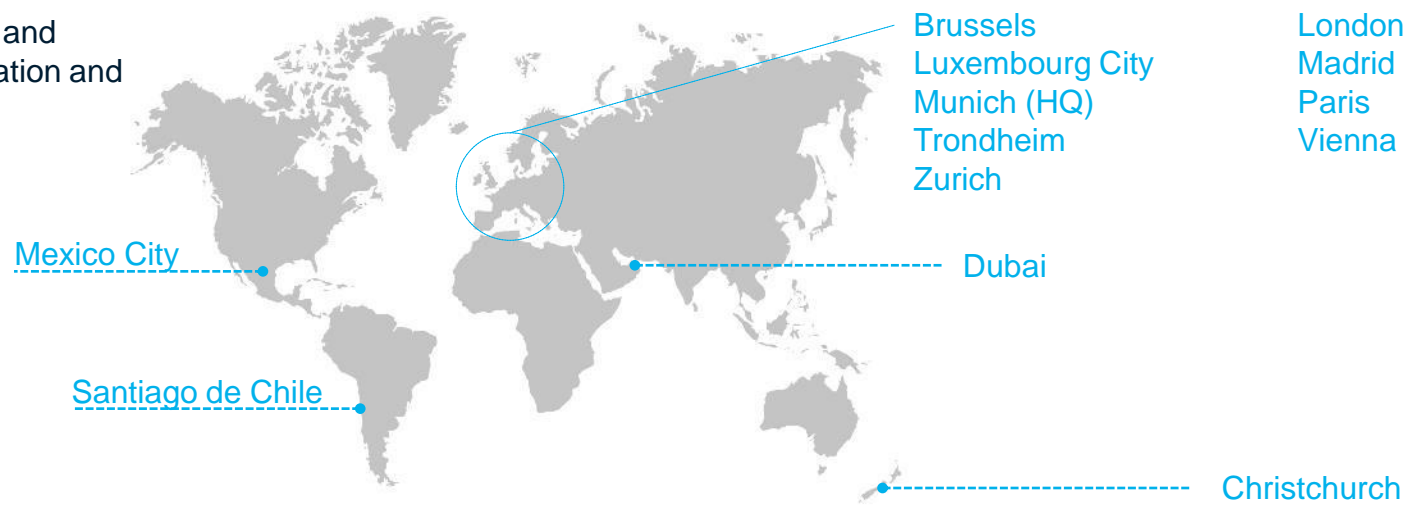 and
ation and
Brussels
Luxembourg City
Munich (HQ)
Trondheim
Zurich
London
Madrid
Paris
Vienna
Mexico City
Dubai
Santiago de Chile
Christchurch